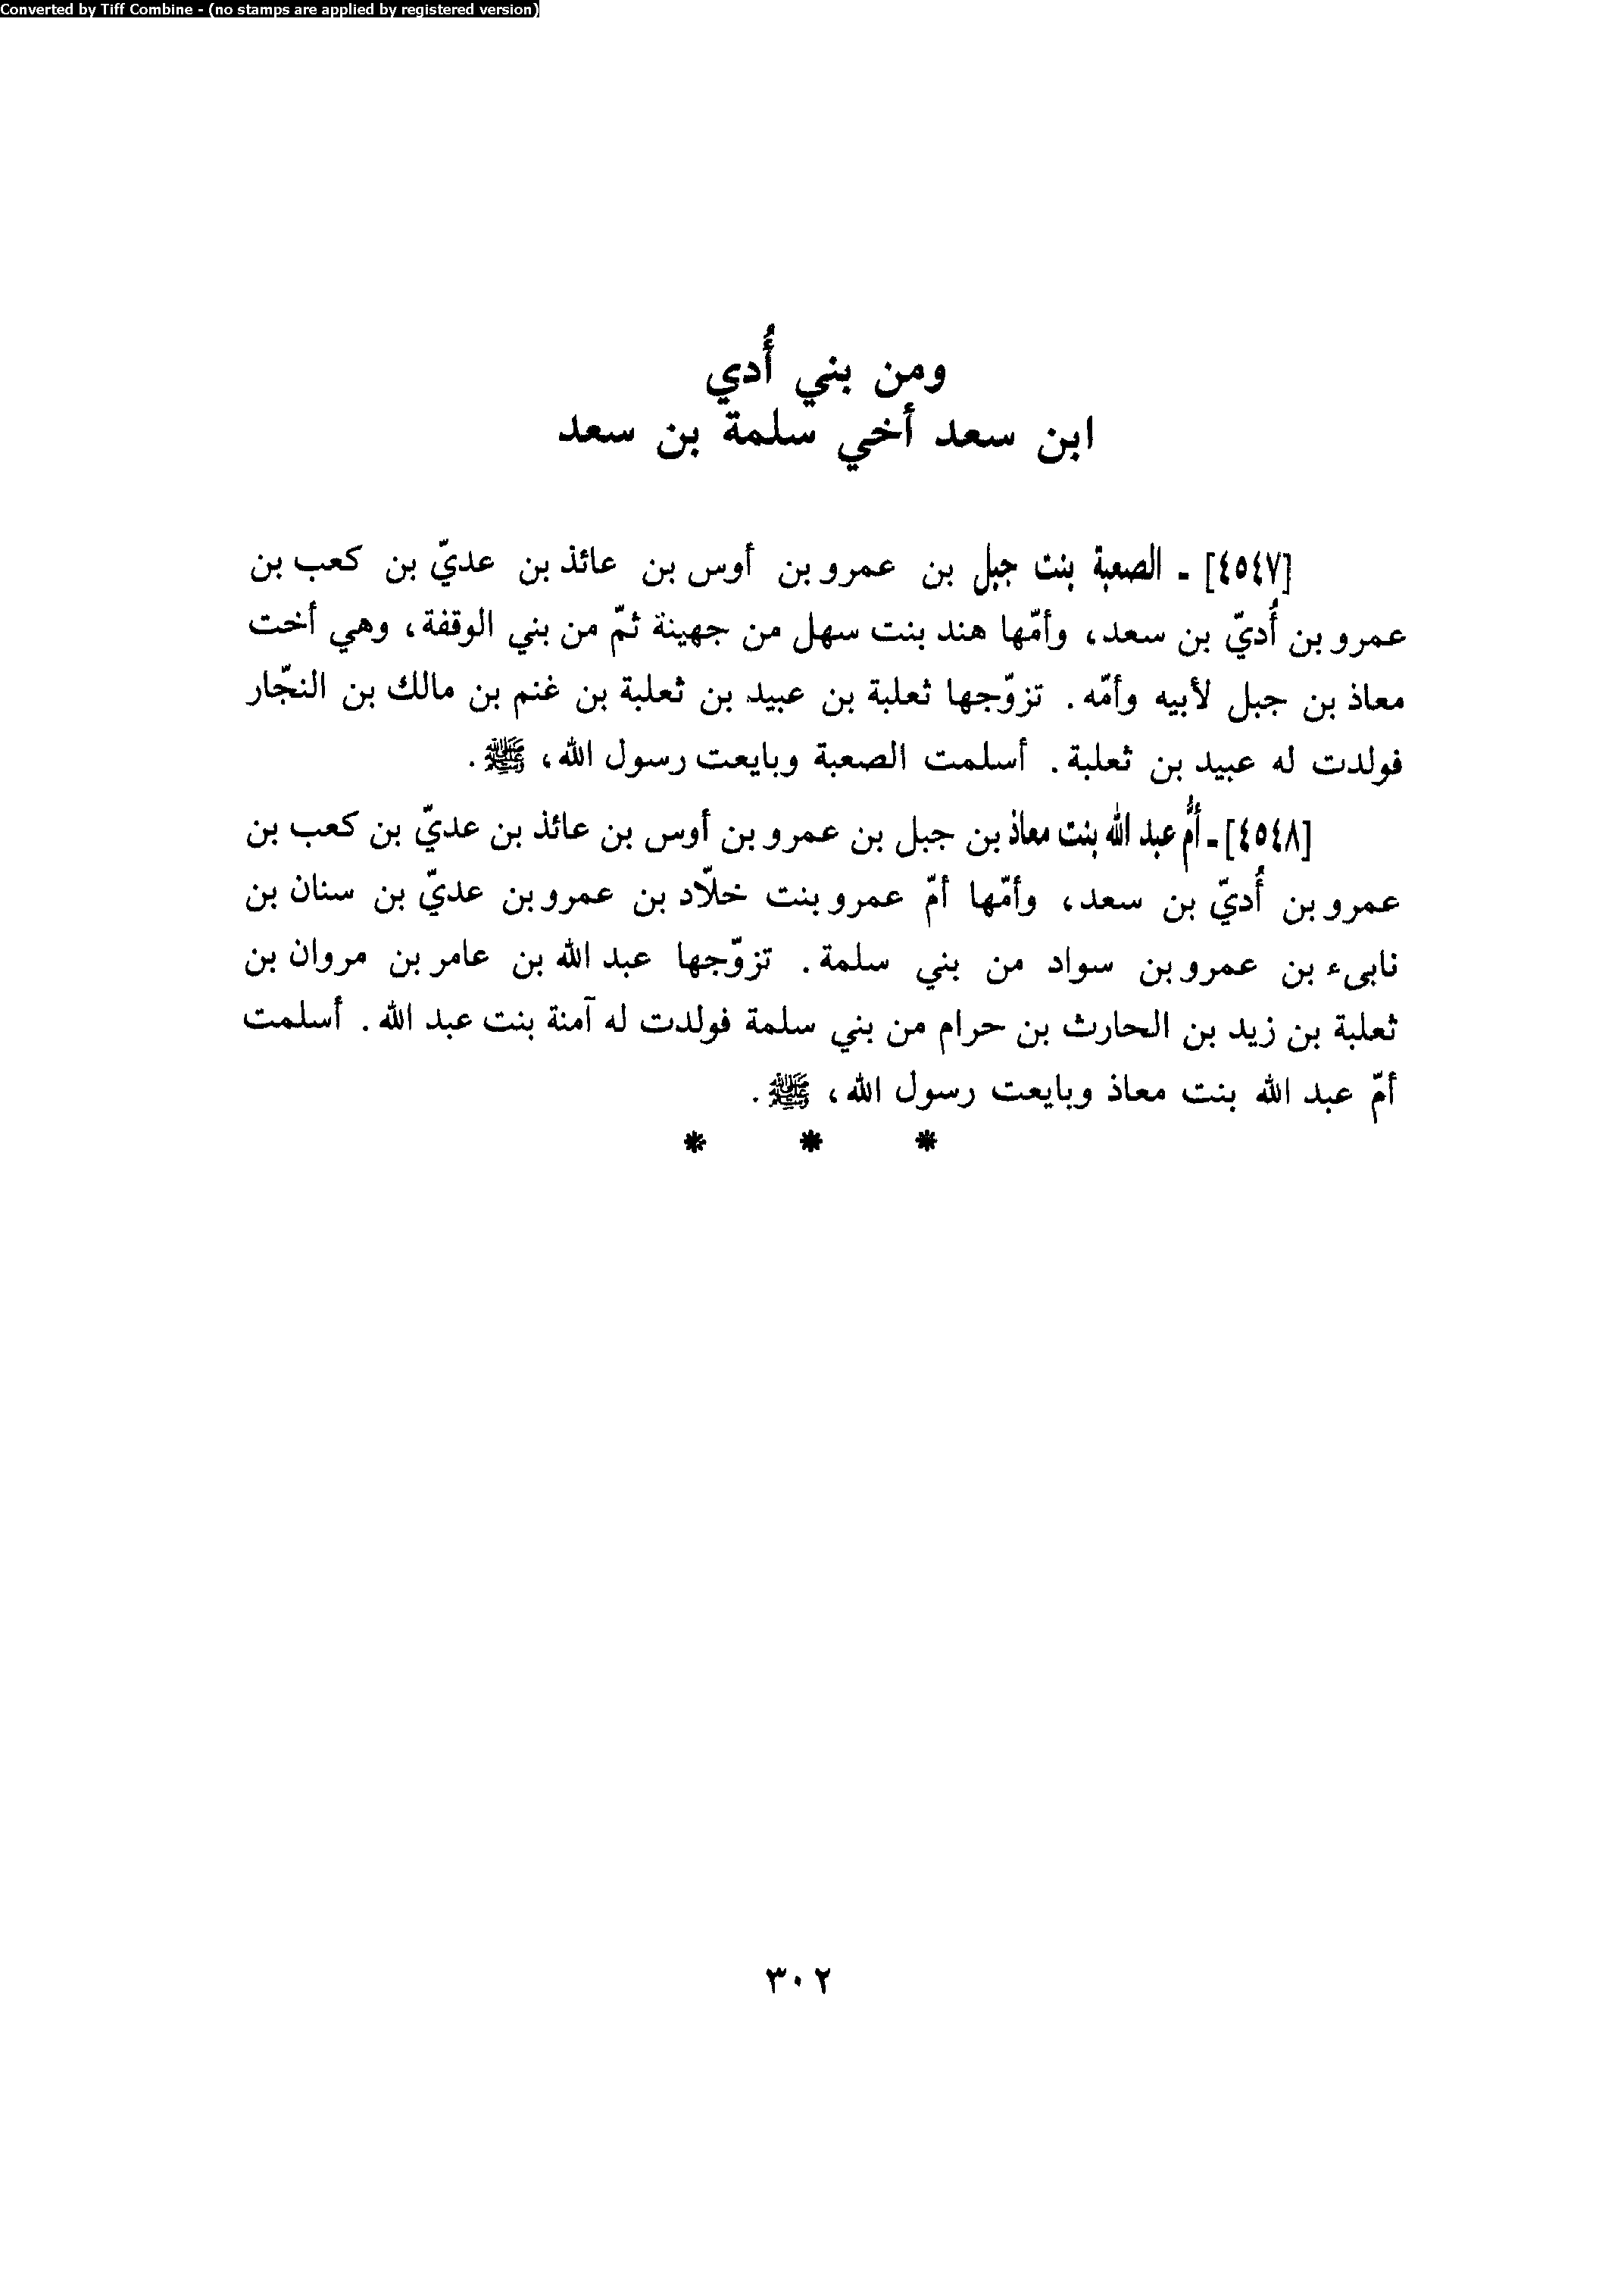 Converted by Tiff Combine - (no stamps are applied by registered version)
ومن بني أُدي
ابن سعد أخي سلمة بن سعد
[٤٥٤٧] ـ الصعبة بنت جبل بن عمرو بن أوس بن عائذ بن عديّ بن كعب بن
عمرو بن أُديّ بن سعد، وأمّها هند بنت سهل من جهينة ثمّ من بني الوقفة، وهي أخت
معاذ بن جبل لأبيه وأمّه. تزوّجها ثعلبة بن عبيد بن ثعلبة بن غنم بن مالك بن النجّار
فولدت له عبيد بن ثعلبة. أسلمت الصعبة وبايعت رسول الله، ﷺ.
[٤٥٤٨] ـ أُمُّ عبد الله بنت معاذ بن جبل بن عمرو بن أوس بن عائذ بن عديّ بن كعب بن
عمرو بن أُديّ بن سعد، وأمّها أمّ عمرو بنت خلّاد بن عمرو بن عديّ بن سنان بن
نابىء بن عمرو بن سواد من بني سلمة. تزوّجها عبد الله بن عامر بن مروان بن
ثعلبة بن زيد بن الحارث بن حرام من بني سلمة فولدت له آمنة بنت عبد الله. أسلمت
أمّ عبد الله بنت معاذ وبايعت رسول الله، ﷺ.
* * *
٣٠٢